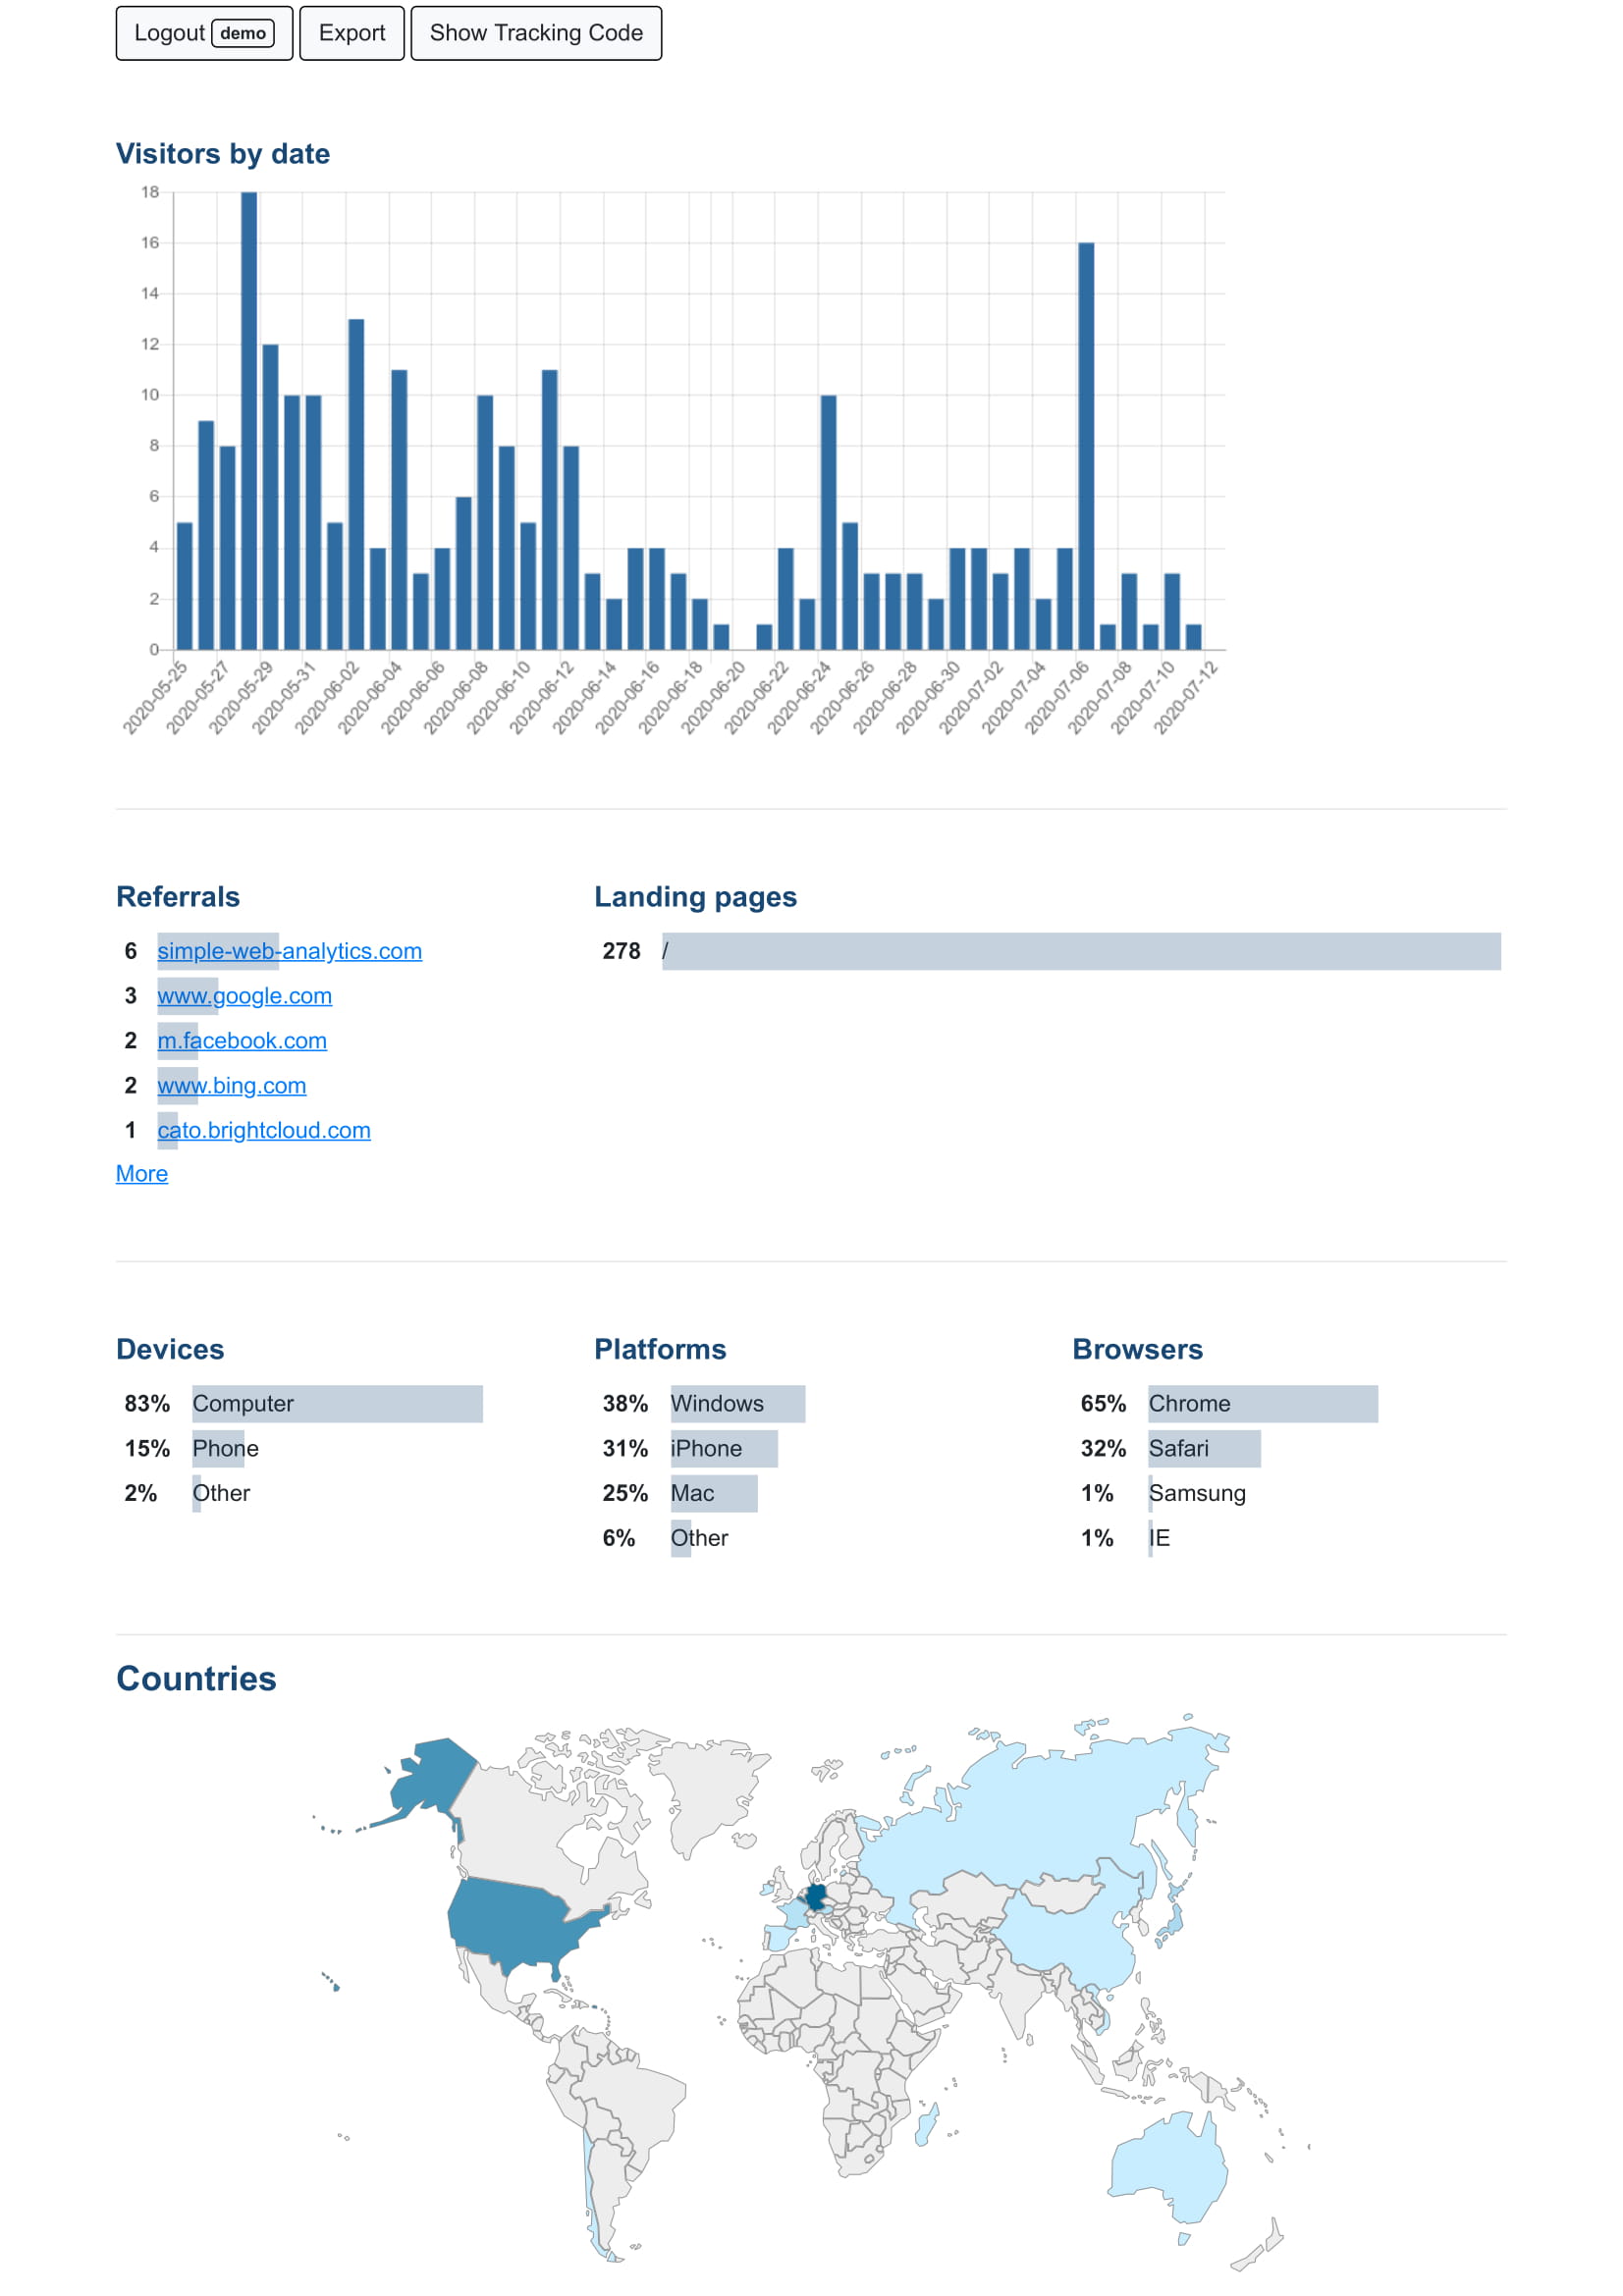 Logout demo Export Show Tracking Code
Visitors by date
18
16
14
12
10
8
6
4
2
0
2020-05-25 2020-05-27 2020-05-29 2020-05-31 2020-06-02 2020-06-04 2020-06-06 2020-06-08 2020-06-10 2020-06-12 2020-06-14 2020-06-16 2020-06-18 2020-06-20 2020-06-22 2020-06-24 2020-06-26 2020-06-28 2020-06-30 2020-07-02 2020-07-04 2020-07-06 2020-07-08 2020-07-10 2020-07-12
Referrals
6 simple-web-analytics.com
3 www.google.com
2 m.facebook.com
2 www.bing.com
1 cato.brightcloud.com
More
Landing pages
278 /
Devices
83% Computer
15% Phone
2% Other
Platforms
38% Windows
31% iPhone
25% Mac
6% Other
Browsers
65% Chrome
32% Safari
1% Samsung
1% IE
Countries